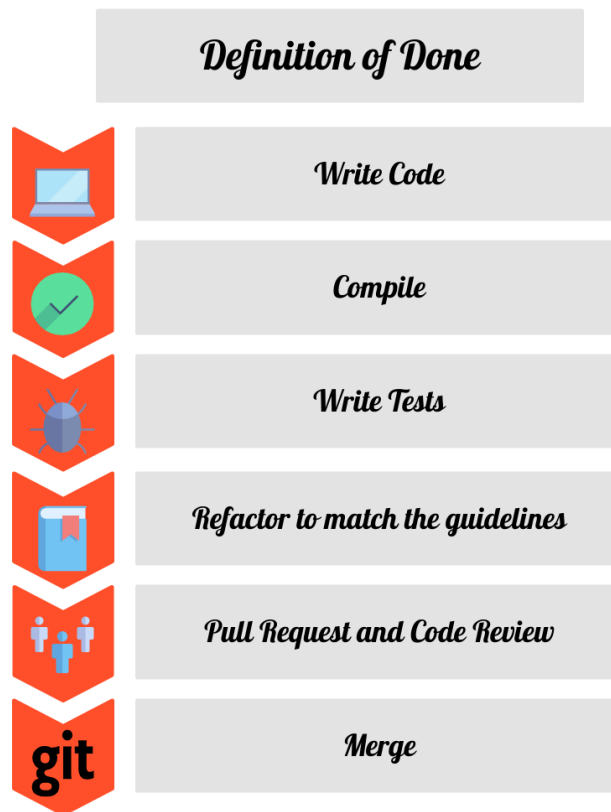 Definition of Done
Write Code
Compile
Write Tests
Refactor to match the guidelines
Pull Request and Code Review
git
Merge